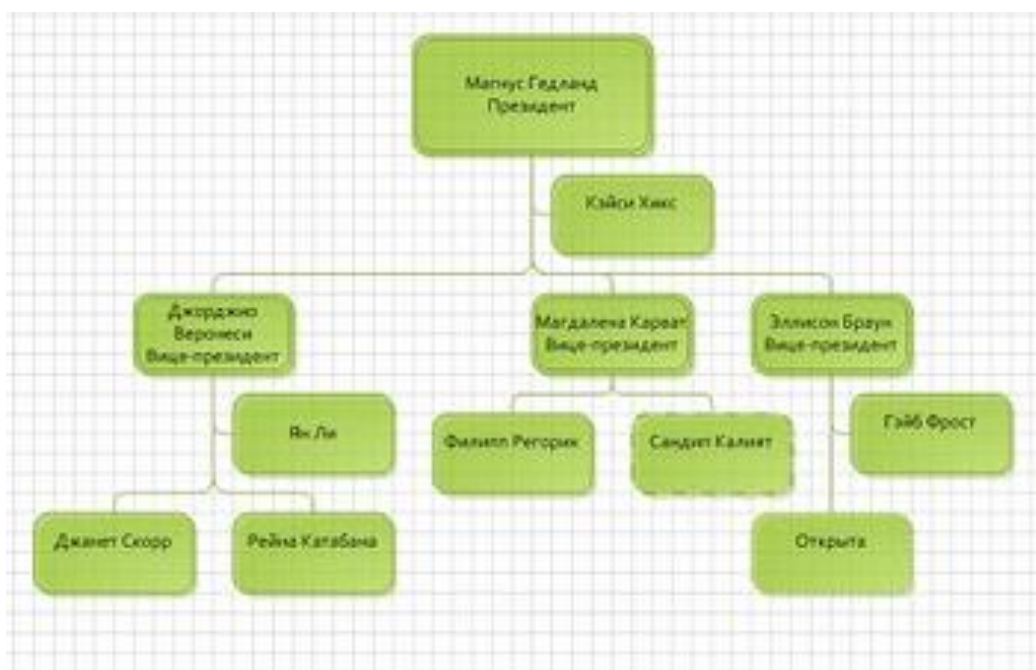 Магнус Гедланд
Президент
Кэйси Хикс
Джорджио
Веронеси
Вице-президент
Магдалена Карват
Вице-президент
Эллисон Браун
Вице-президент
Ян Ли
Филипп Регорик
Сандип Калият
Гэйб Фрост
Джанет Скорр
Рейна Катабана
Открыта